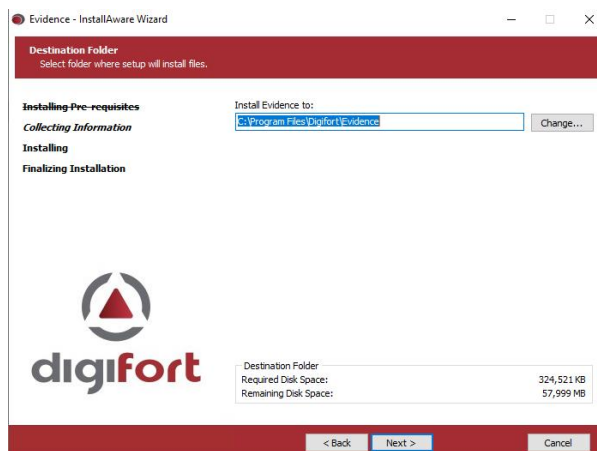 Evidence - InstallAware Wizard
Destination Folder
Select folder where setup will install files.
Installing Pre-requisites
Collecting Information
Installing
Finalizing Installation
Install Evidence to:
C:\Program Files\Digifort\Evidence
Change...
digifort
Destination Folder
Required Disk Space: 324,521 KB
Remaining Disk Space: 57,999 MB
< Back
Next >
Cancel